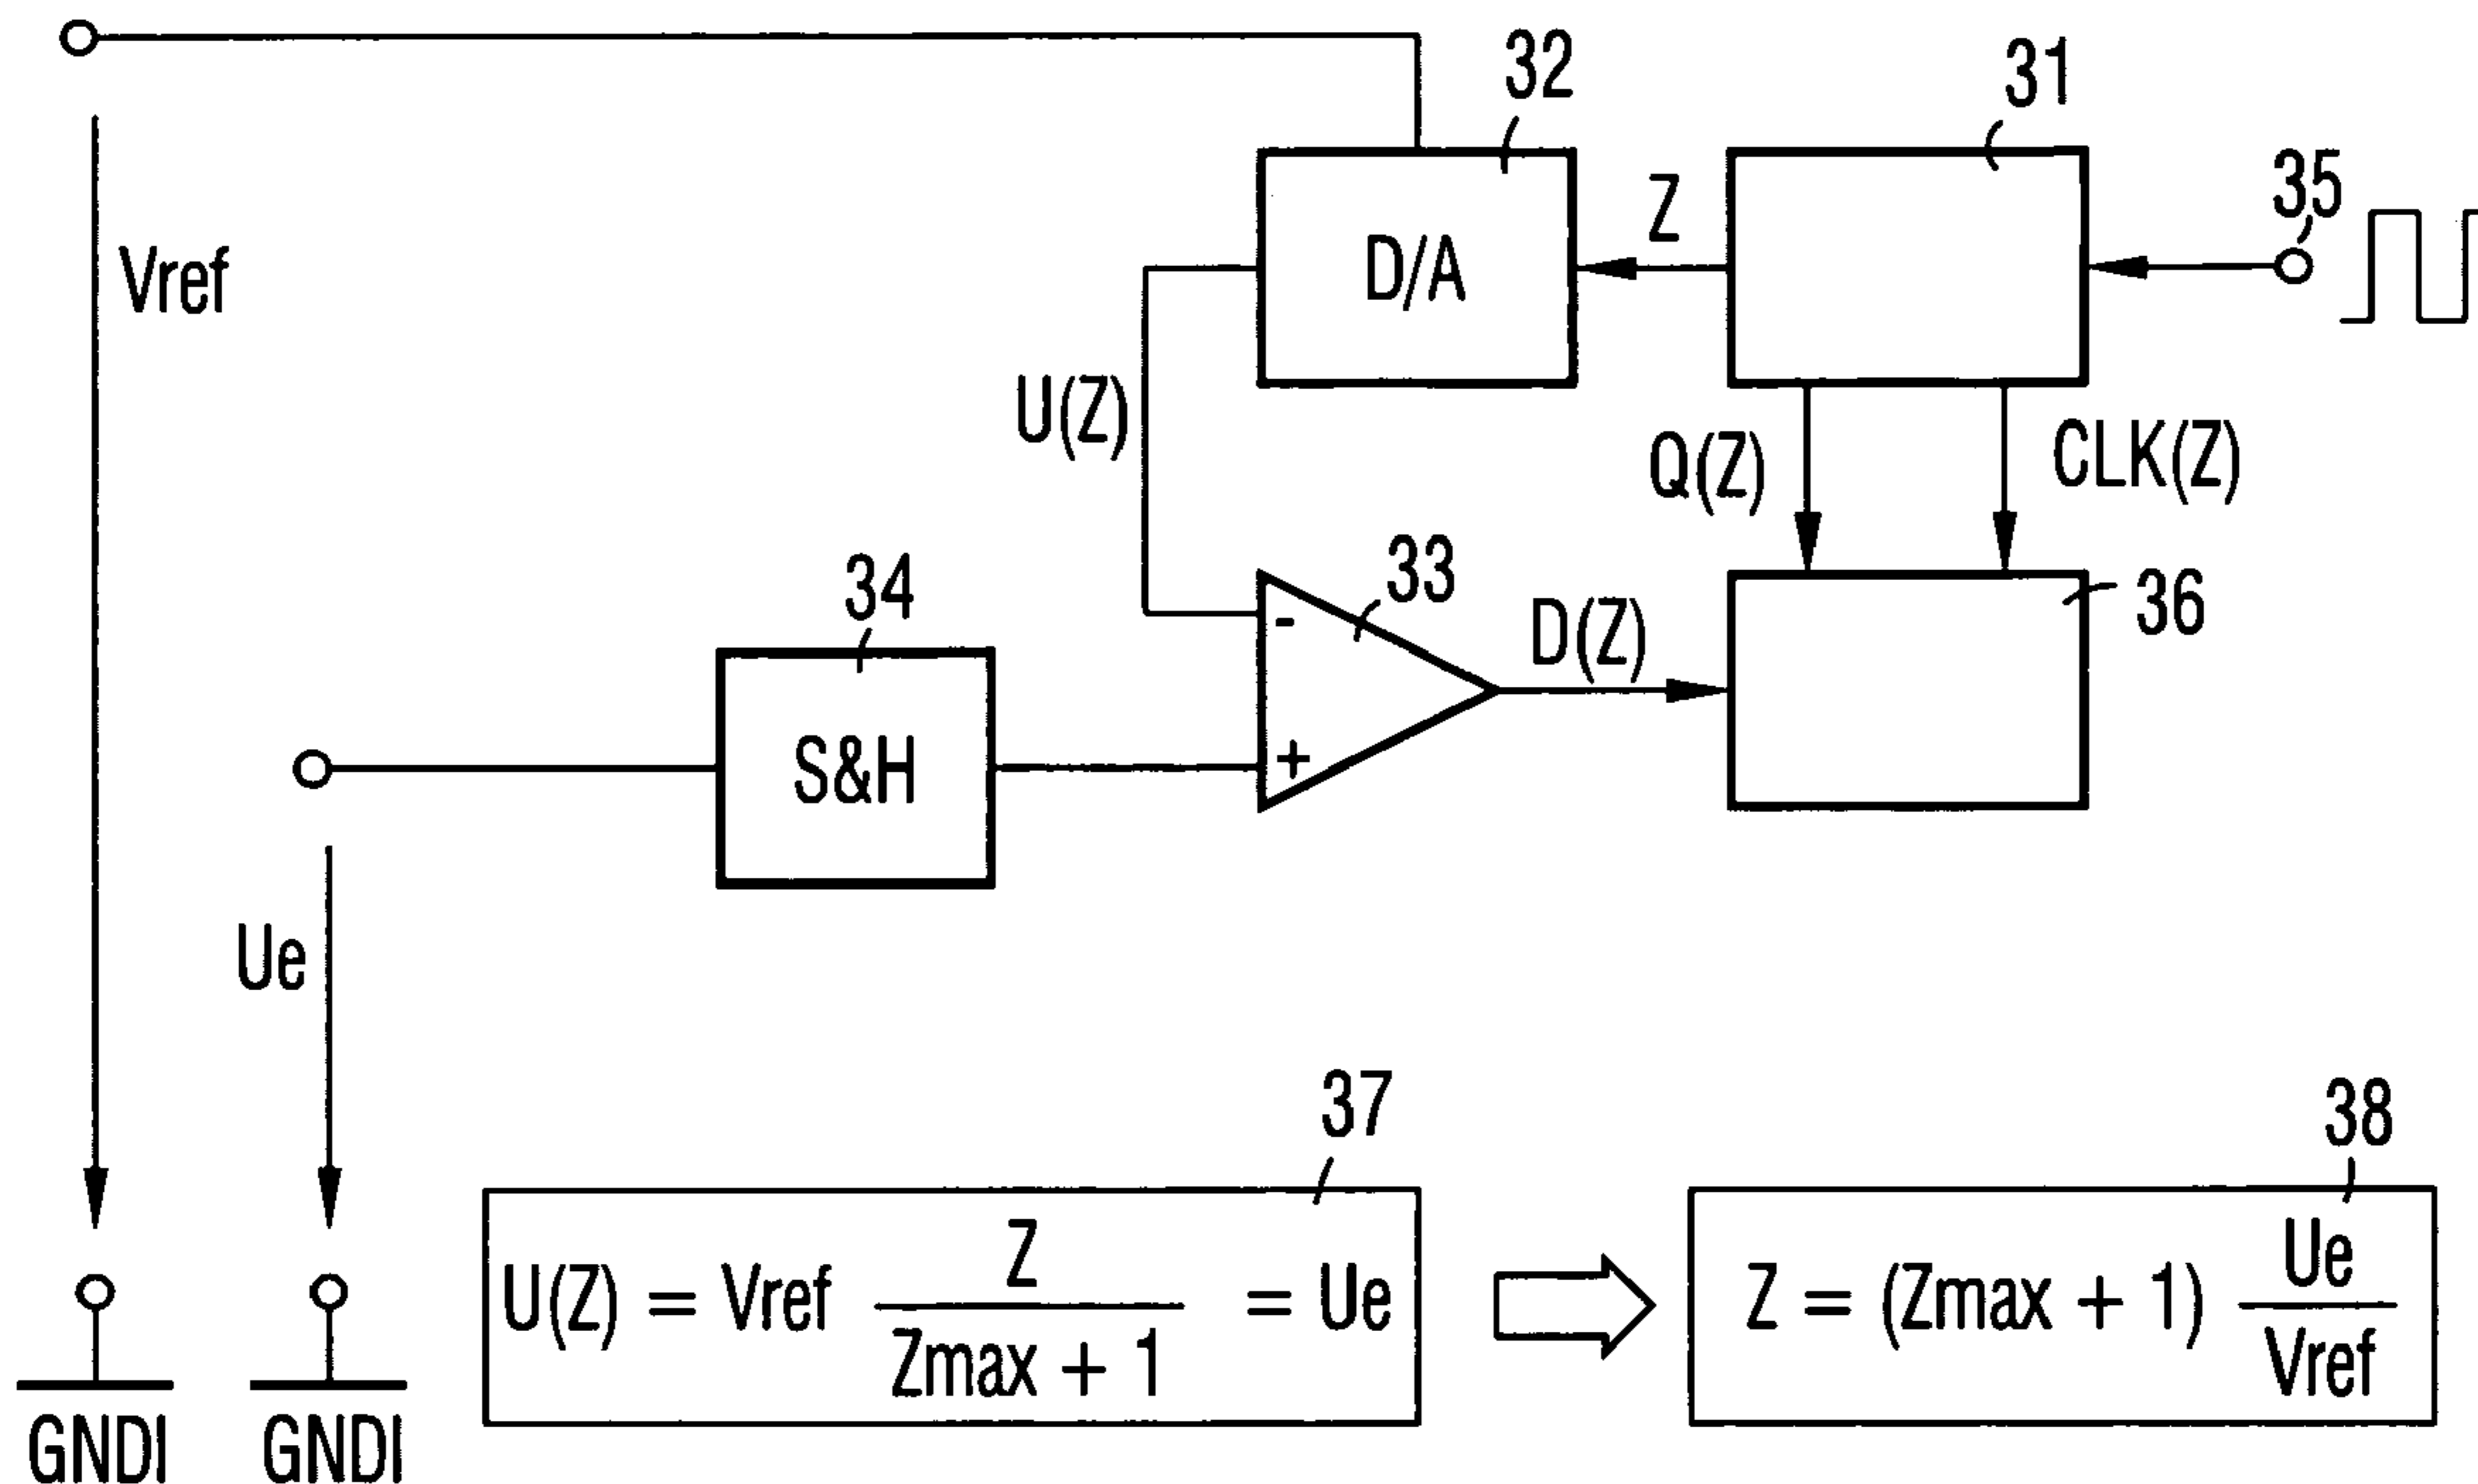 32
31
35
Vref
D/A
Z
U(Z)
Q(Z)
CLK(Z)
34
33
D(Z)
36
-
S&H
+
Ue
37
38
U(Z) = Vref Z / Zmax + 1 = Ue
Z = (Zmax + 1) Ue / Vref
GNDI
GNDI